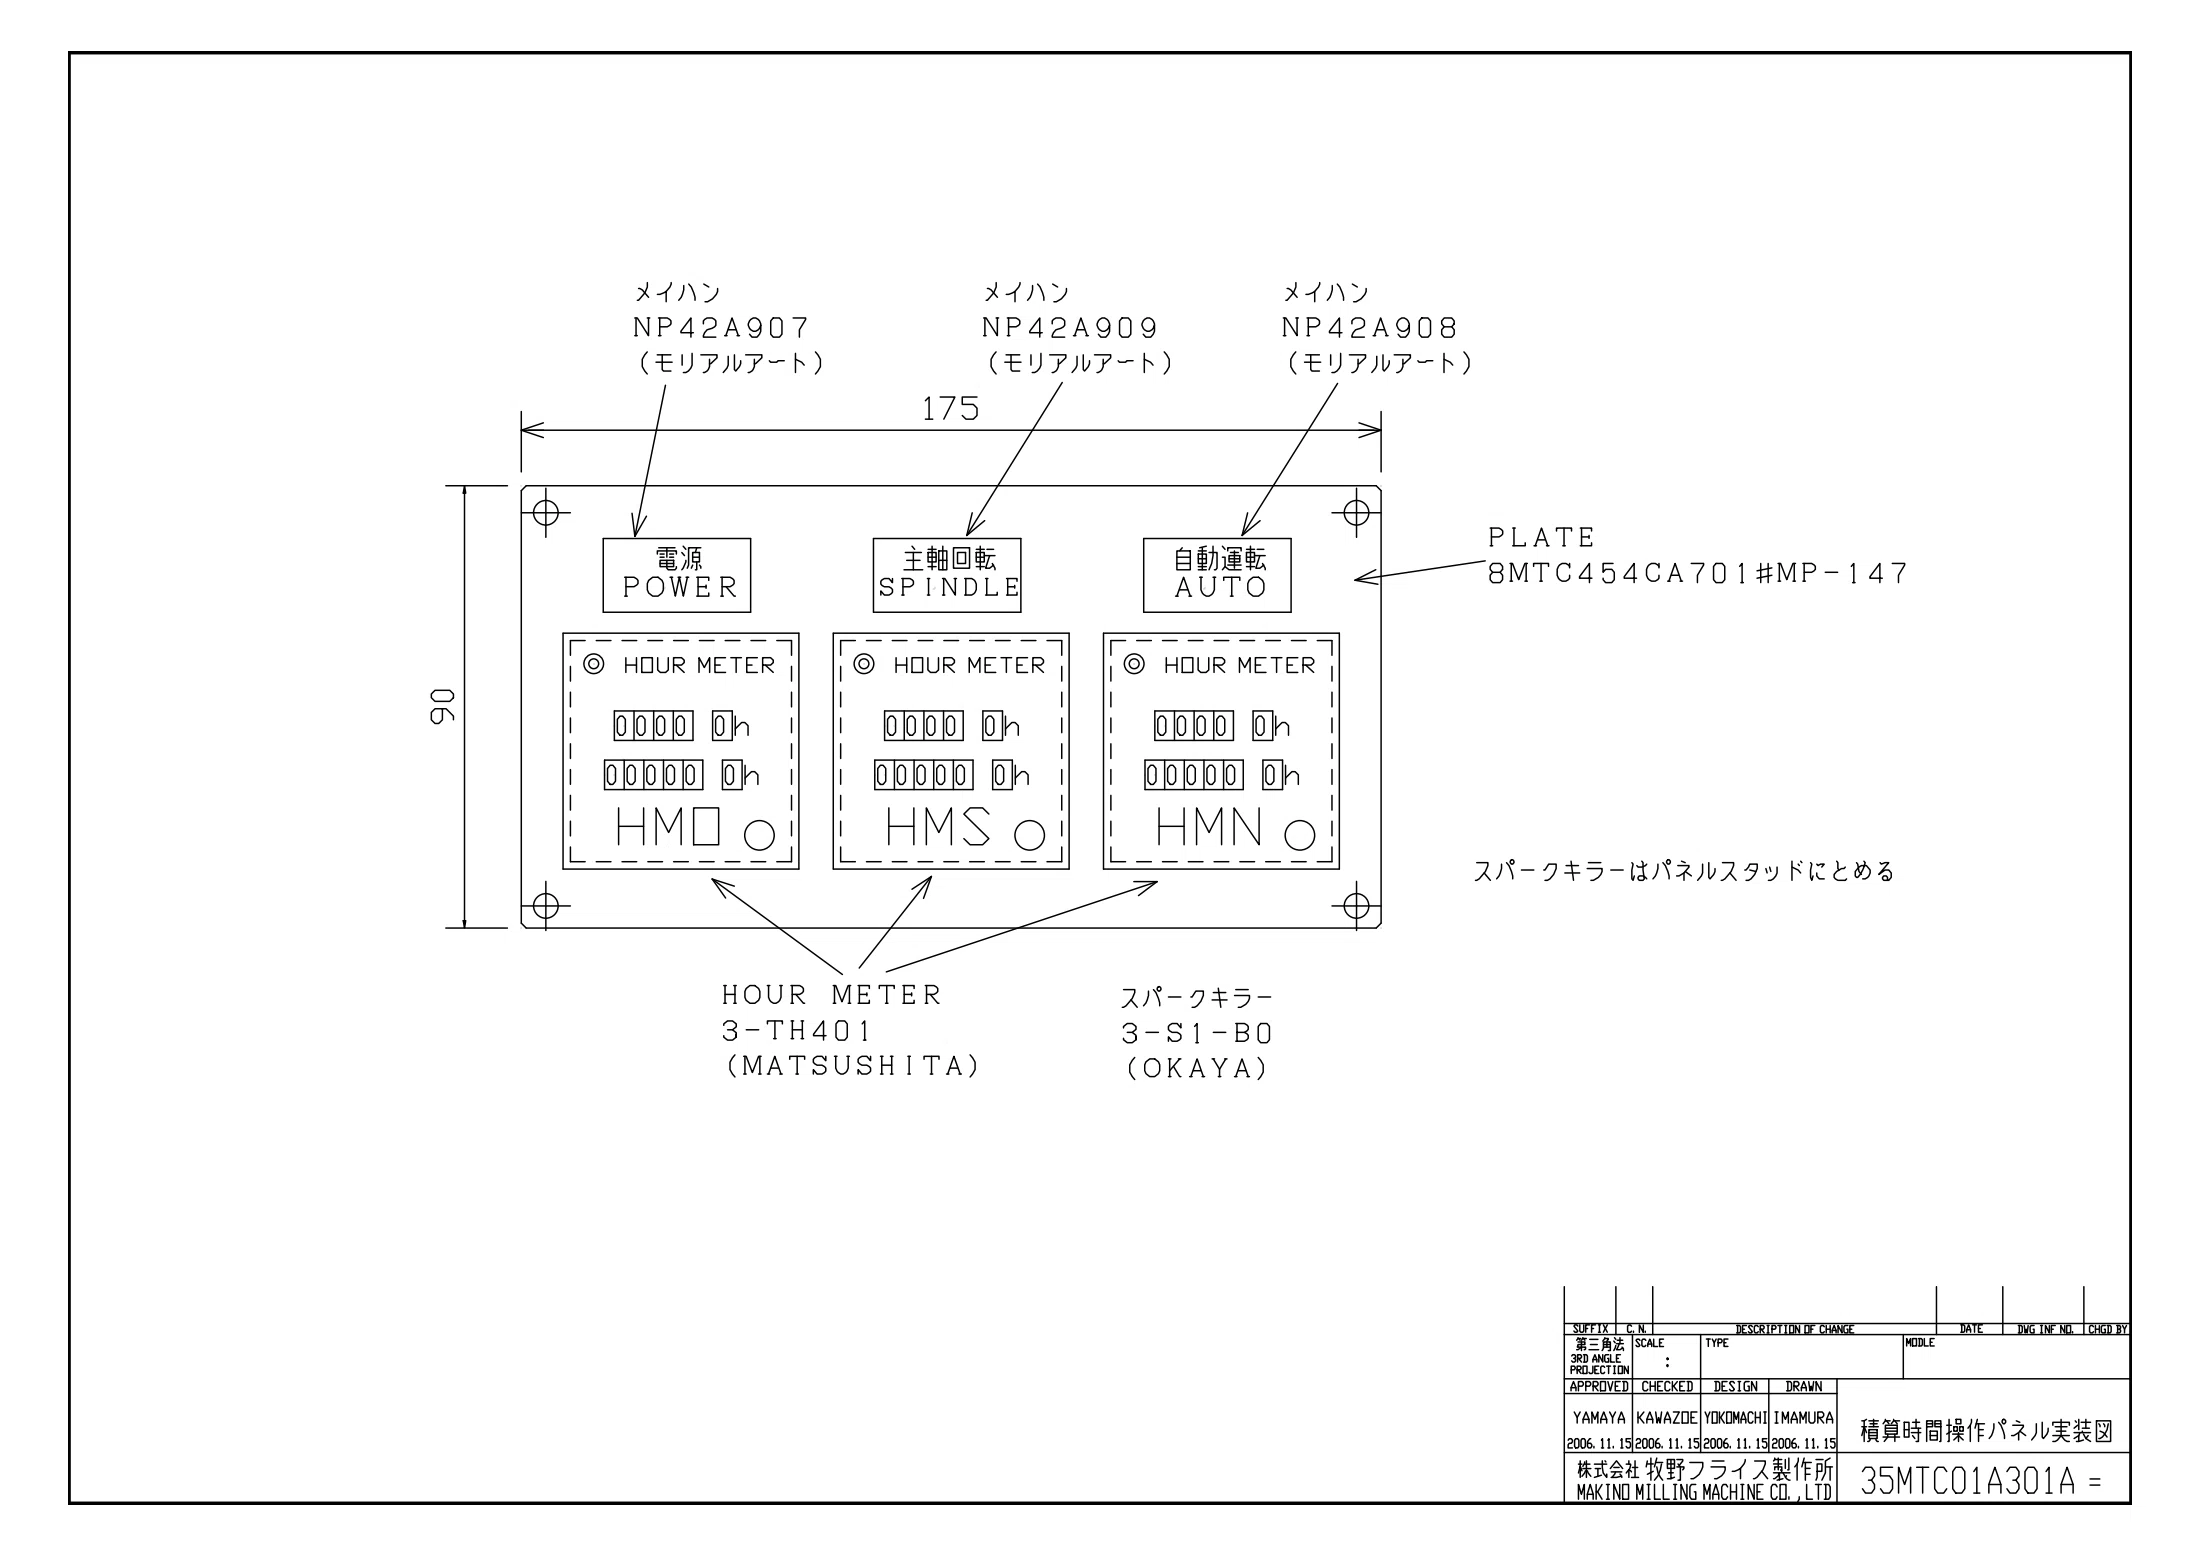 メイハン
NP42A907
(モリアルアート)
メイハン
NP42A909
(モリアルアート)
メイハン
NP42A908
(モリアルアート)
175
90
電源
POWER
主軸回転
SPINDLE
自動運転
AUTO
PLATE
8MTC454CA701#MP-147
HOUR METER
0000 0h
00000 0h
HMO
HOUR METER
0000 0h
00000 0h
HMS
HOUR METER
0000 0h
00000 0h
HMN
スパークキラーはパネルスタッドにとめる
HOUR METER
3-TH401
(MATSUSHITA)
スパークキラー
3-S1-B0
(OKAYA)
SUFFIX C.N. DESCRIPTION OF CHANGE DATE DWG INF NO. CHGD BY
第三角法
3RD ANGLE
PROJECTION
SCALE
:
TYPE
MODLE
APPROVED CHECKED DESIGN DRAWN
YAMAYA KAWAZOE YOKOMACHI IMAMURA
2006.11.15 2006.11.15 2006.11.15 2006.11.15
積算時間操作パネル実装図
株式会社 牧野フライス製作所
MAKINO MILLING MACHINE CO.,LTD
35MTC01A301A =